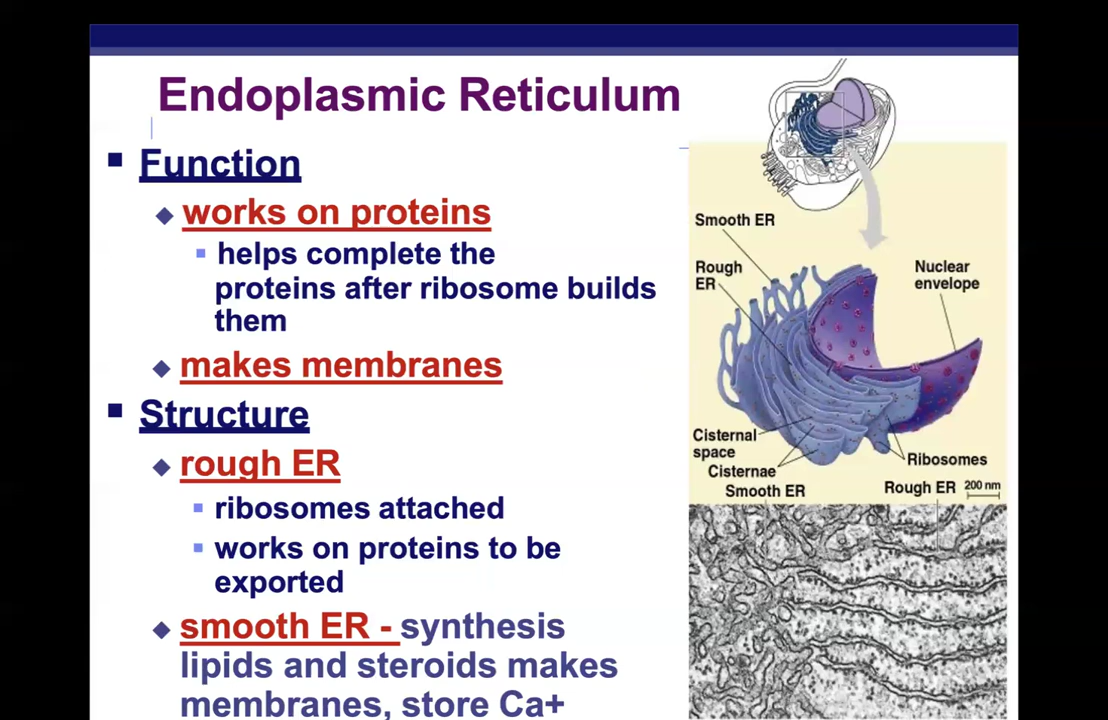 Endoplasmic Reticulum
Function
works on proteins
helps complete the
proteins after ribosome builds
them
makes membranes
Structure
rough ER
ribosomes attached
works on proteins to be
exported
smooth ER - synthesis
lipids and steroids makes
membranes, store Ca+
Smooth ER
Rough
ER
Nuclear
envelope
Cisternal
space
Cisternae
Ribosomes
Smooth ER
Rough ER
200 nm